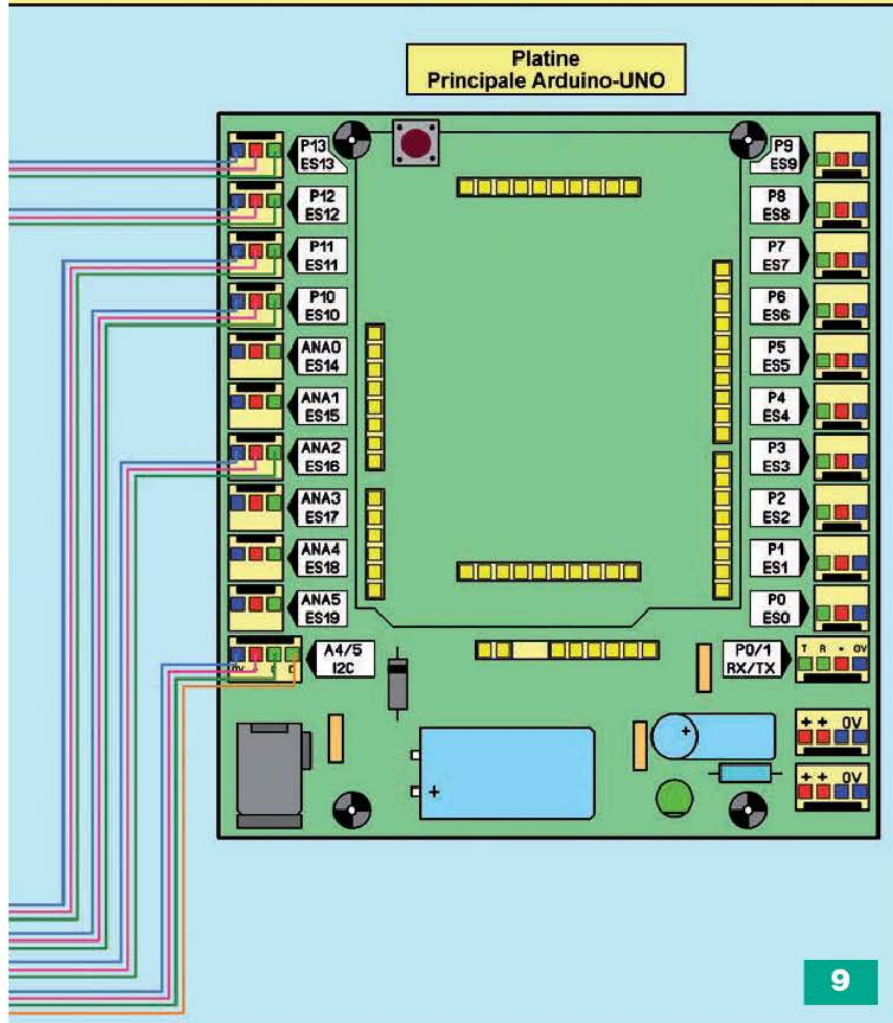 Platine
Principale Arduino-UNO
P13
ES13
P12
ES12
P11
ES11
P10
ES10
ANA0
ES14
ANA1
ES15
ANA2
ES16
ANA3
ES17
ANA4
ES18
ANA5
ES19
A4/5
I2C
P9
ES9
P8
ES8
P7
ES7
P6
ES6
P5
ES5
P4
ES4
P3
ES3
P2
ES2
P1
ES1
P0
ES0
P0/1
RX/TX
T R + 0V
+ + 0V
+ + 0V
+
+
9